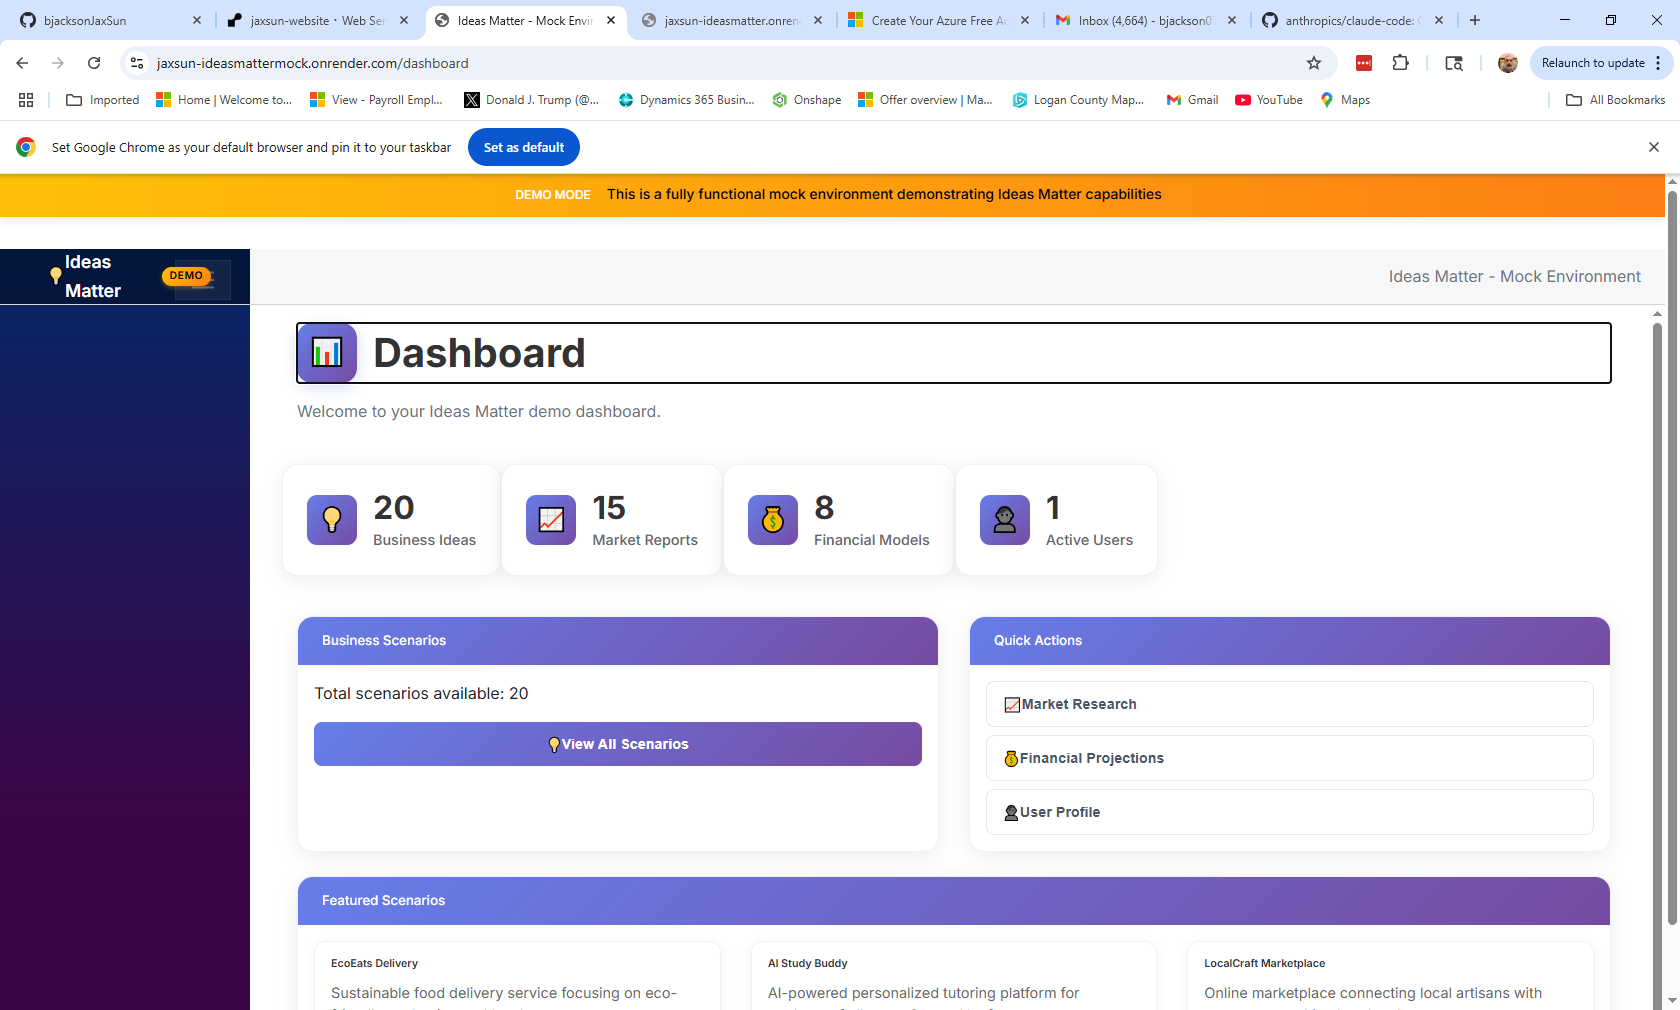 bjacksonJaxSun
jaxsun-website · Web Ser
Ideas Matter - Mock Envir
jaxsun-ideasmatter.onren
Create Your Azure Free Ac
Inbox (4,664) - bjackson0
anthropics/claude-code: C
jaxsun-ideasmattermock.onrender.com/dashboard
Relaunch to update
Imported
Home | Welcome to...
View - Payroll Empl...
Donald J. Trump (@...
Dynamics 365 Busin...
Onshape
Offer overview | Ma...
Logan County Map...
Gmail
YouTube
Maps
All Bookmarks
Set Google Chrome as your default browser and pin it to your taskbar
Set as default
DEMO MODE This is a fully functional mock environment demonstrating Ideas Matter capabilities
Ideas
Matter
DEMO
Ideas Matter - Mock Environment
Dashboard
Welcome to your Ideas Matter demo dashboard.
20
Business Ideas
15
Market Reports
8
Financial Models
1
Active Users
Business Scenarios
Total scenarios available: 20
View All Scenarios
Quick Actions
Market Research
Financial Projections
User Profile
Featured Scenarios
EcoEats Delivery
Sustainable food delivery service focusing on eco-
AI Study Buddy
AI-powered personalized tutoring platform for
LocalCraft Marketplace
Online marketplace connecting local artisans with